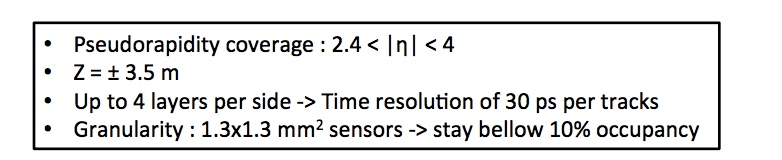 • Pseudorapidity coverage : 2.4 < |η| < 4
• Z = ± 3.5 m
• Up to 4 layers per side -> Time resolution of 30 ps per tracks
• Granularity : 1.3x1.3 mm² sensors -> stay bellow 10% occupancy